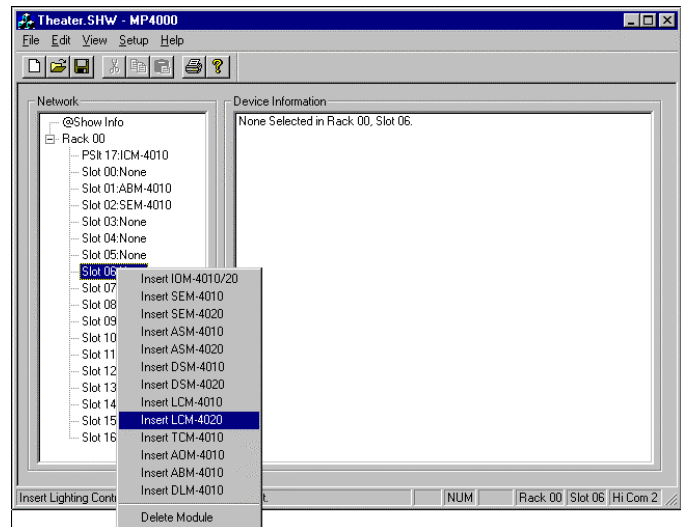 Theater.SHW - MP4000
File Edit View Setup Help
Network
@Show Info
Rack 00
PSlt 17:ICM-4010
Slot 00:None
Slot 01:ABM-4010
Slot 02:SEM-4010
Slot 03:None
Slot 04:None
Slot 05:None
Slot 06
Slot 07
Slot 08
Slot 09
Slot 10
Slot 11
Slot 12
Slot 13
Slot 14
Slot 15
Slot 16
Device Information
None Selected in Rack 00, Slot 06.
Insert IOM-4010/20
Insert SEM-4010
Insert SEM-4020
Insert ASM-4010
Insert ASM-4020
Insert DSM-4010
Insert DSM-4020
Insert LCM-4010
Insert LCM-4020
Insert TCM-4010
Insert AOM-4010
Insert ABM-4010
Insert DLM-4010
Delete Module
Insert Lighting Cont t. NUM Rack 00 Slot 06 Hi Com 2